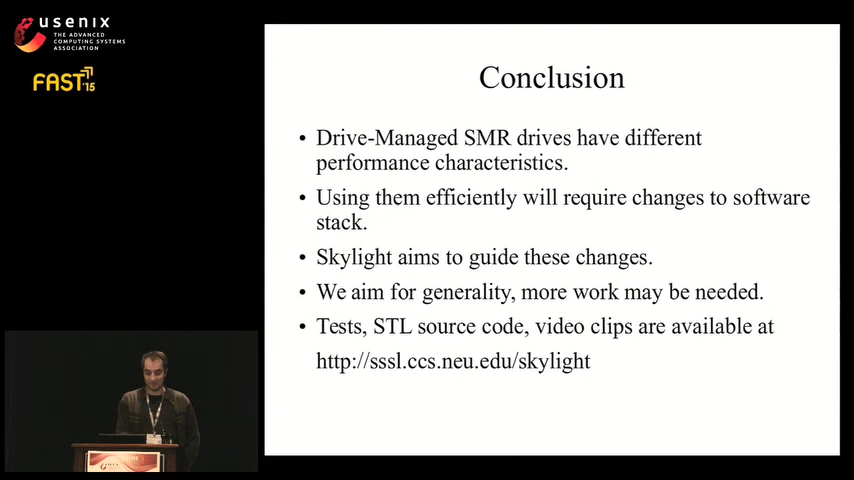 usenix
THE ADVANCED
COMPUTING SYSTEMS
ASSOCIATION
FAST '15
Conclusion
• Drive-Managed SMR drives have different
performance characteristics.
• Using them efficiently will require changes to software
stack.
• Skylight aims to guide these changes.
• We aim for generality, more work may be needed.
• Tests, STL source code, video clips are available at
http://sssl.ccs.neu.edu/skylight